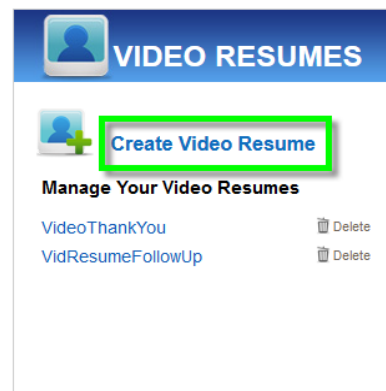 VIDEO RESUMES
Create Video Resume
Manage Your Video Resumes
VideoThankYou Delete
VidResumeFollowUp Delete